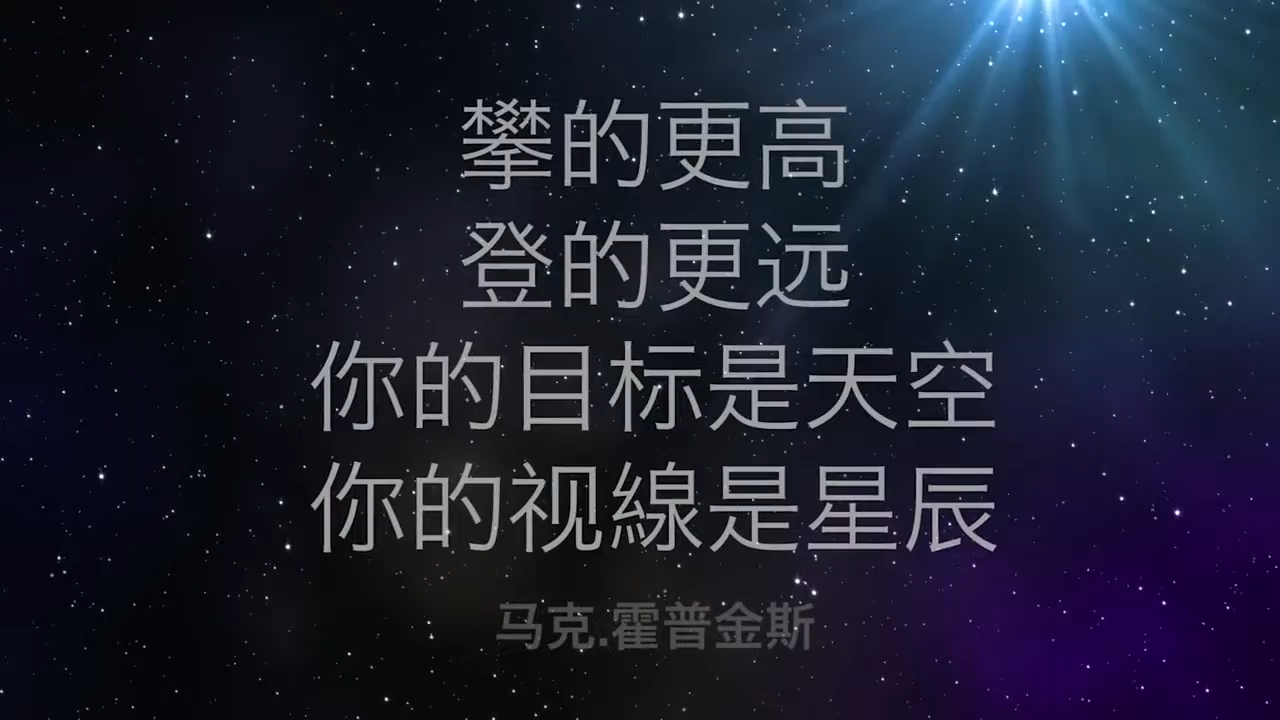 攀的更高
登的更远
你的目标是天空
你的视線是星辰
马克.霍普金斯